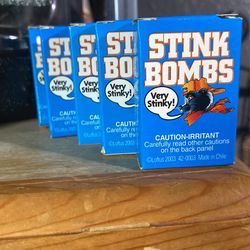 STINK
BOMBS
Very
Stinky!
CAUTION-IRRITANT
Carefully read other cautions
on the back panel
©Loftus 2003 42-0003 Made in Chile